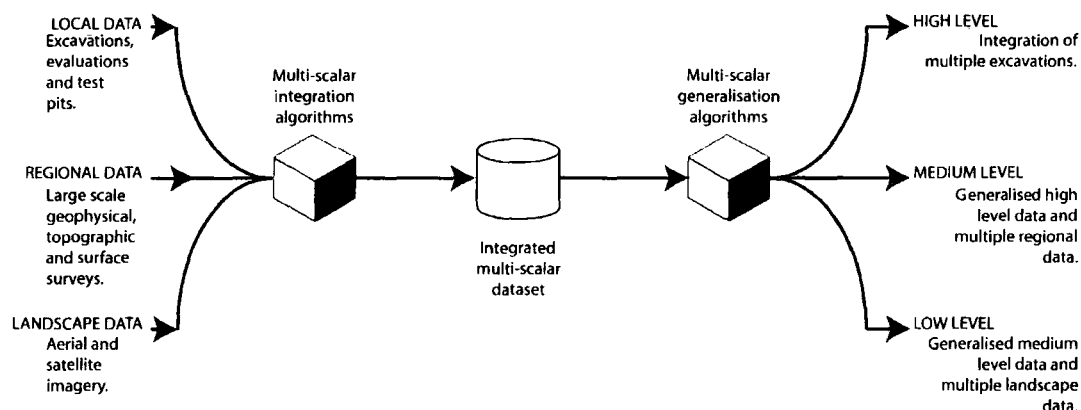 LOCAL DATA
Excavations,
evaluations
and test
pits.
REGIONAL DATA
Large scale
geophysical,
topographic
and surface
surveys.
LANDSCAPE DATA
Aerial and
satellite
imagery.
Multi-scalar
integration
algorithms
Integrated
multi-scalar
dataset
Multi-scalar
generalisation
algorithms
HIGH LEVEL
Integration of
multiple excavations.
MEDIUM LEVEL
Generalised high
level data and
multiple regional
data.
LOW LEVEL
Generalised medium
level data and
multiple landscape
data.